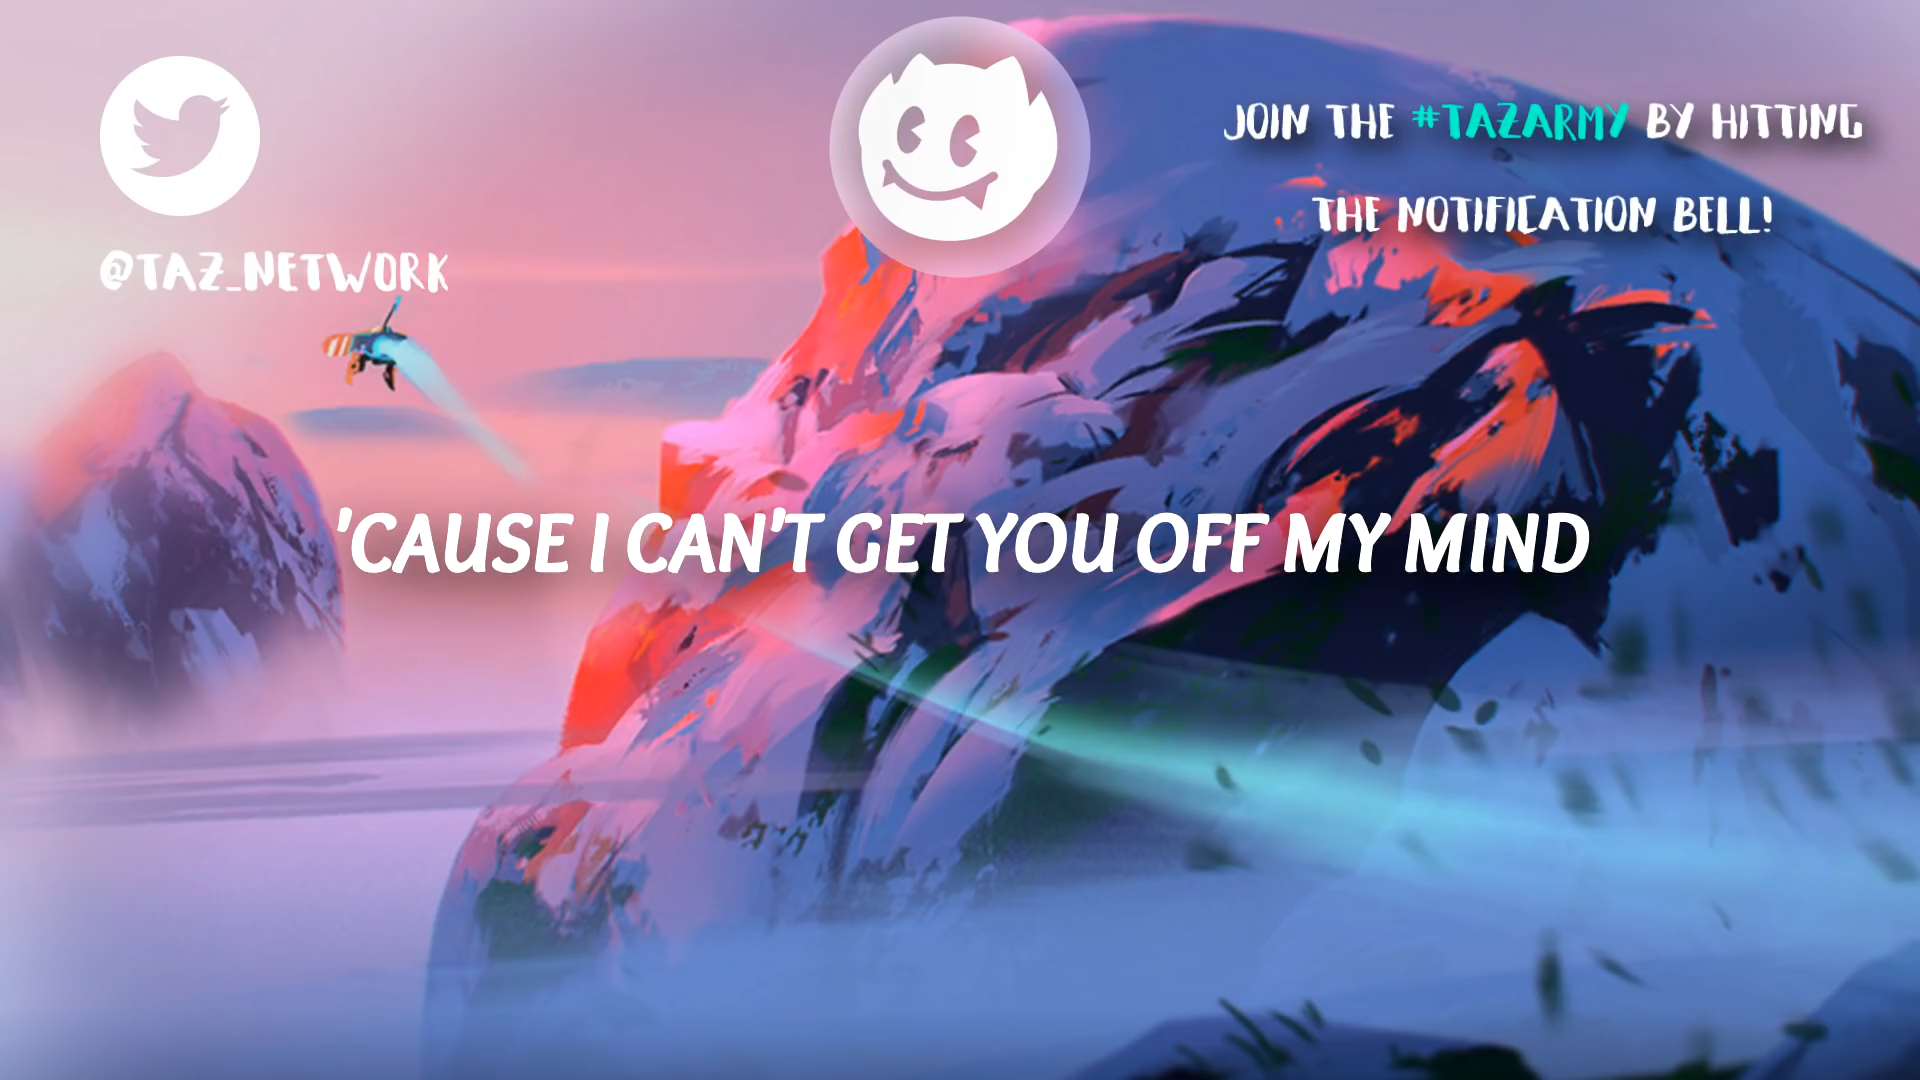 @TAZ_NETWORK
JOIN THE #TAZARMY BY HITTING
THE NOTIFICATION BELL!
'CAUSE I CAN'T GET YOU OFF MY MIND